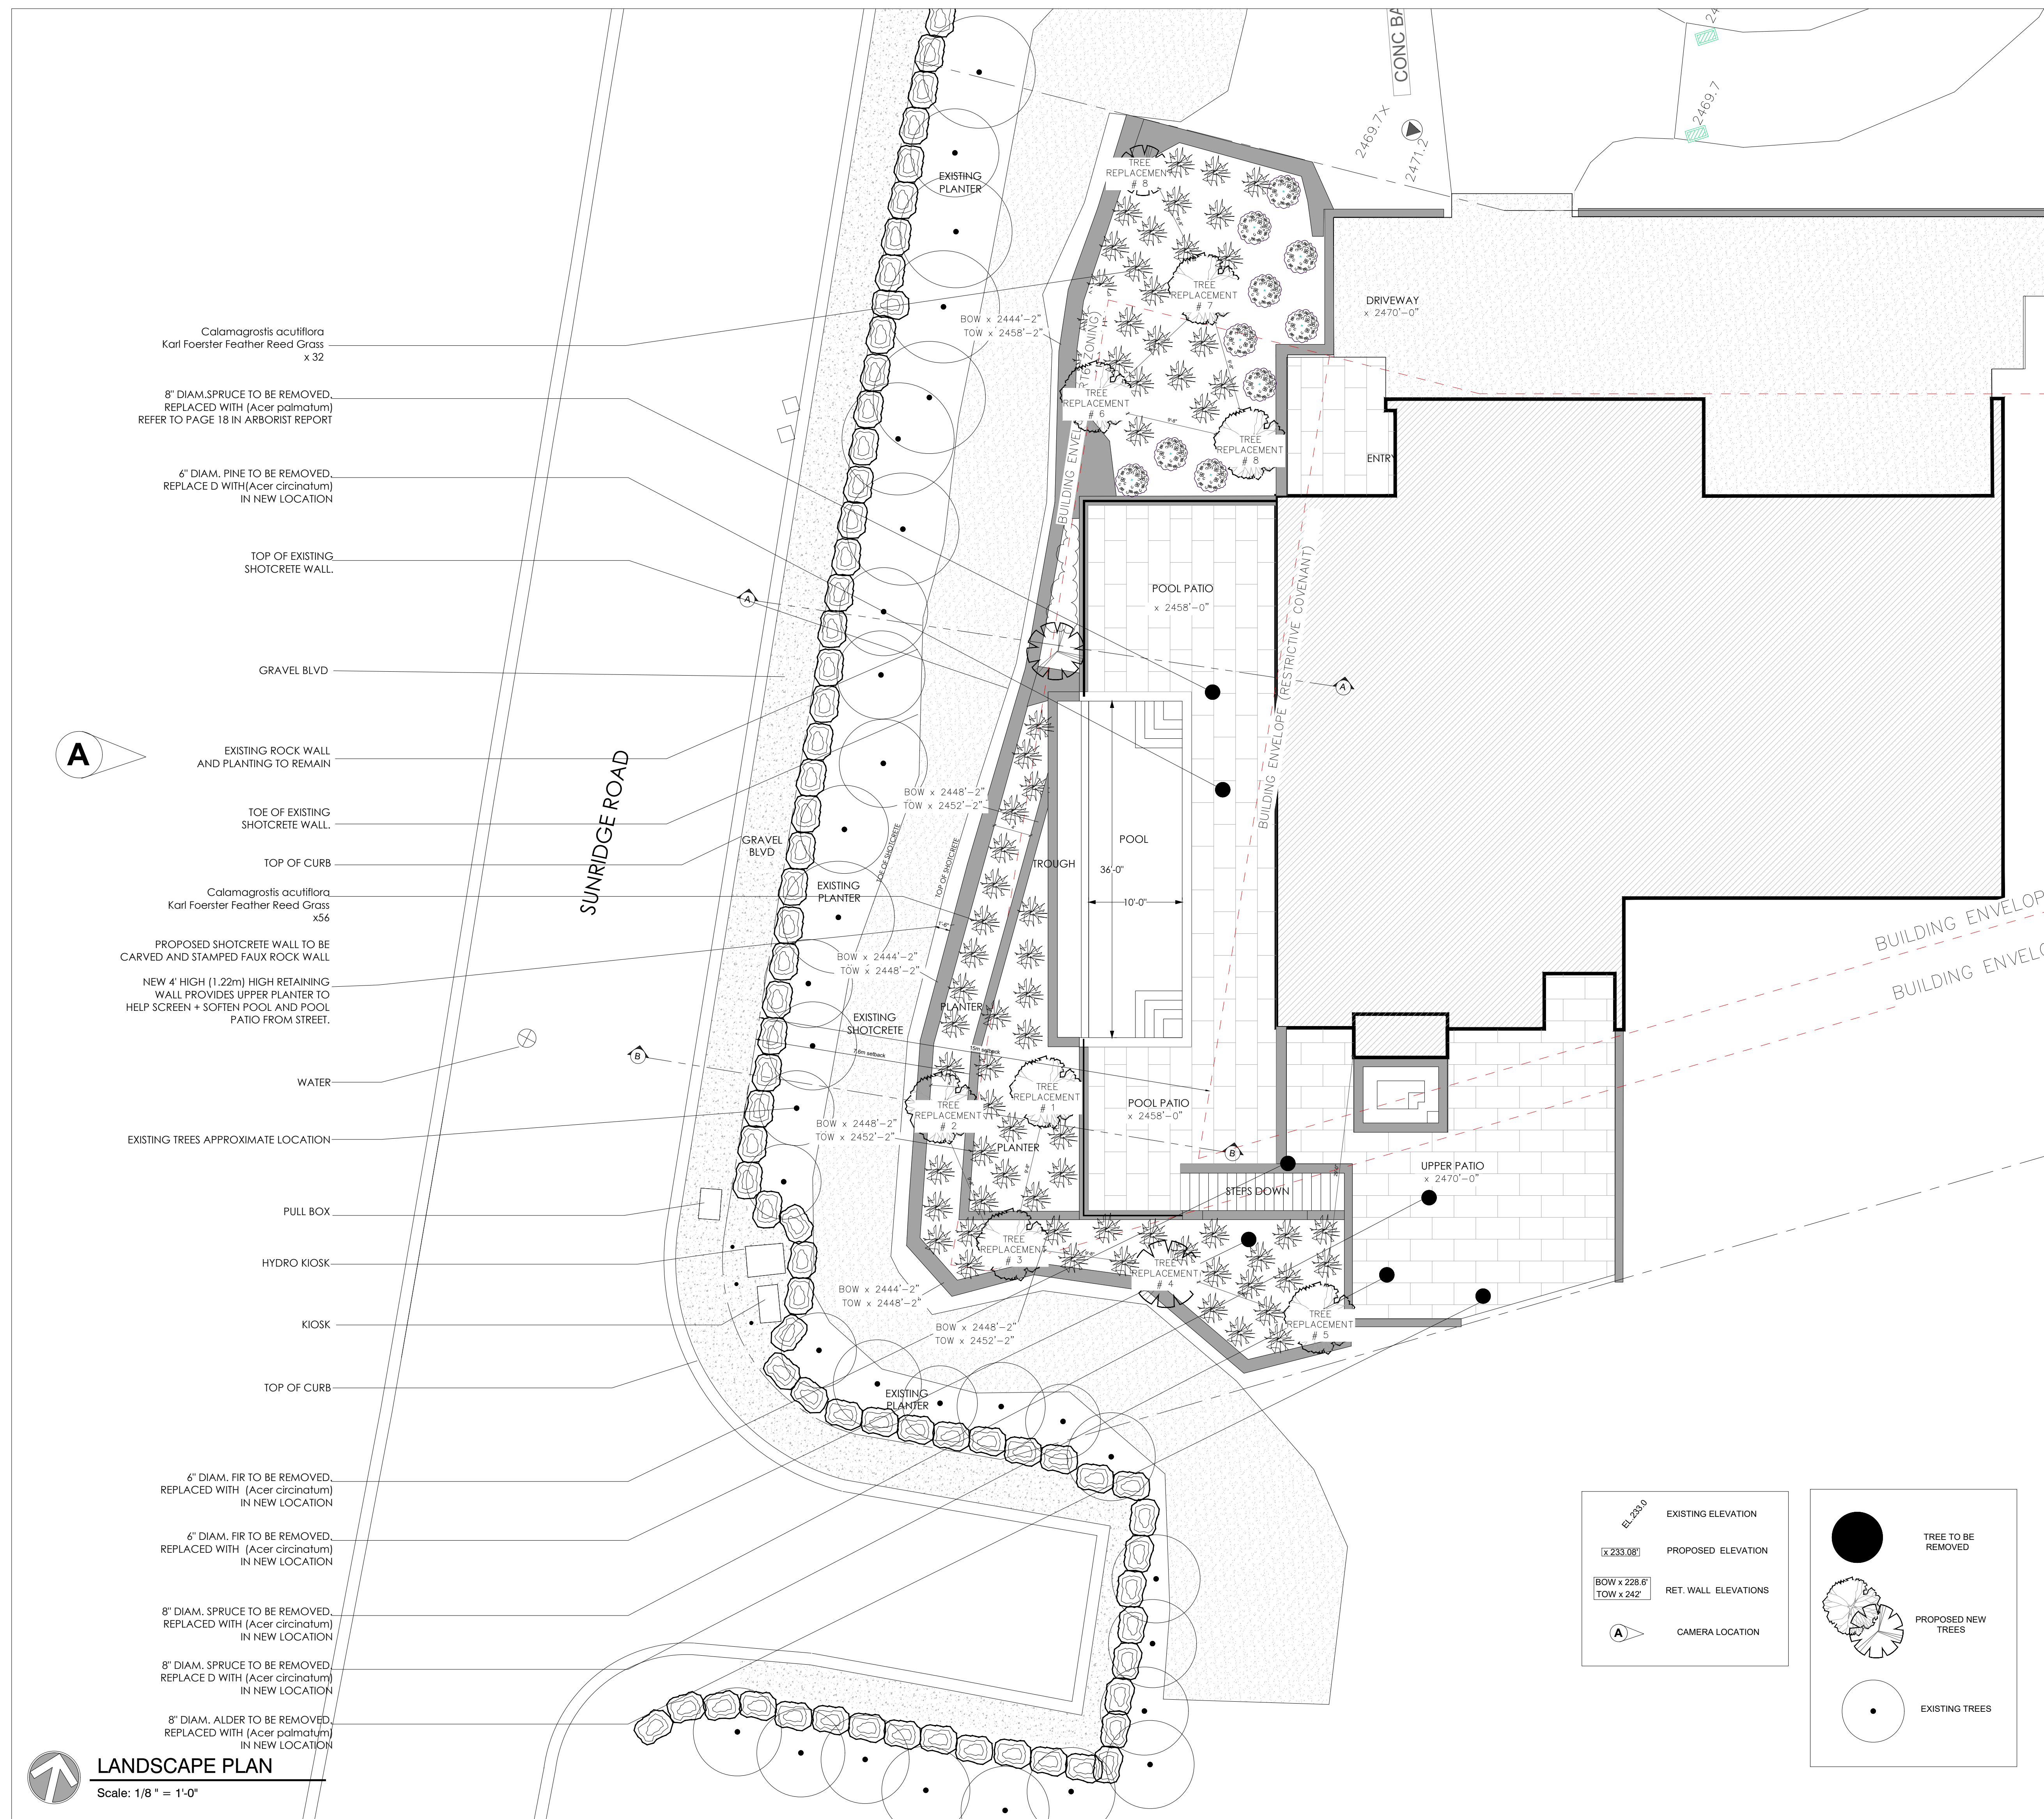 Calamagrostis acutiflora
Karl Foerster Feather Reed Grass
x 32
8" DIAM.SPRUCE TO BE REMOVED.
REPLACED WITH (Acer palmatum)
REFER TO PAGE 18 IN ARBORIST REPORT
6" DIAM. PINE TO BE REMOVED.
REPLACE D WITH(Acer circinatum)
IN NEW LOCATION
TOP OF EXISTING
SHOTCRETE WALL.
GRAVEL BLVD
EXISTING ROCK WALL
AND PLANTING TO REMAIN
A
TOE OF EXISTING
SHOTCRETE WALL.
TOP OF CURB
Calamagrostis acutiflora
Karl Foerster Feather Reed Grass
x56
PROPOSED SHOTCRETE WALL TO BE
CARVED AND STAMPED FAUX ROCK WALL
NEW 4' HIGH (1.22m) HIGH RETAINING
WALL PROVIDES UPPER PLANTER TO
HELP SCREEN + SOFTEN POOL AND POOL
PATIO FROM STREET.
WATER
EXISTING TREES APPROXIMATE LOCATION
PULL BOX
HYDRO KIOSK
KIOSK
TOP OF CURB
6" DIAM. FIR TO BE REMOVED.
REPLACED WITH (Acer circinatum)
IN NEW LOCATION
6" DIAM. FIR TO BE REMOVED.
REPLACED WITH (Acer circinatum)
IN NEW LOCATION
8" DIAM. SPRUCE TO BE REMOVED.
REPLACED WITH (Acer circinatum)
IN NEW LOCATION
8" DIAM. SPRUCE TO BE REMOVED.
REPLACE D WITH (Acer circinatum)
IN NEW LOCATION
8" DIAM. ALDER TO BE REMOVED.
REPLACED WITH (Acer palmatum)
IN NEW LOCATION
LANDSCAPE PLAN
Scale: 1/8 " = 1'-0"
SUNRIDGE ROAD
CONC BA
2469.7X
2471.2
2469.7
EXISTING
PLANTER
TREE
REPLACEMENT
# 8
TREE
REPLACEMENT
# 7
DRIVEWAY
x 2470'-0"
BOW x 2444'-2"
TOW x 2458'-2"
TREE
REPLACEMENT
# 6
TREE
REPLACEMENT
# 8
ENTRY
ZONING)
BUILDING ENVEL
POOL PATIO
x 2458'-0"
BUILDING ENVELOPE (RESTRICTIVE COVENANT)
A
A
BOW x 2448'-2"
TOW x 2452'-2"
POOL
TROUGH
36'-0"
10'-0"
GRAVEL
BLVD
TOE OF SHOTCRETE
TOP OF SHOTCRETE
EXISTING
PLANTER
1'-6"
BOW x 2444'-2"
TOW x 2448'-2"
PLANTER
EXISTING
SHOTCRETE
7.6m setback
15m setback
B
BUILDING ENVELOP
BUILDING ENVELO
TREE
REPLACEMENT
# 1
TREE
REPLACEMENT
# 2
POOL PATIO
x 2458'-0"
BOW x 2448'-2"
TOW x 2452'-2"
PLANTER
B
UPPER PATIO
x 2470'-0"
STEPS DOWN
TREE
REPLACEMENT
# 3
TREE
REPLACEMENT
# 4
BOW x 2444'-2"
TOW x 2448'-2"
TREE
REPLACEMENT
# 5
BOW x 2448'-2"
TOW x 2452'-2"
EXISTING
PLANTER
EL.233.0
EXISTING ELEVATION
x 233.08'
PROPOSED ELEVATION
BOW x 228.6'
TOW x 242'
RET. WALL ELEVATIONS
A
CAMERA LOCATION
TREE TO BE
REMOVED
PROPOSED NEW
TREES
EXISTING TREES